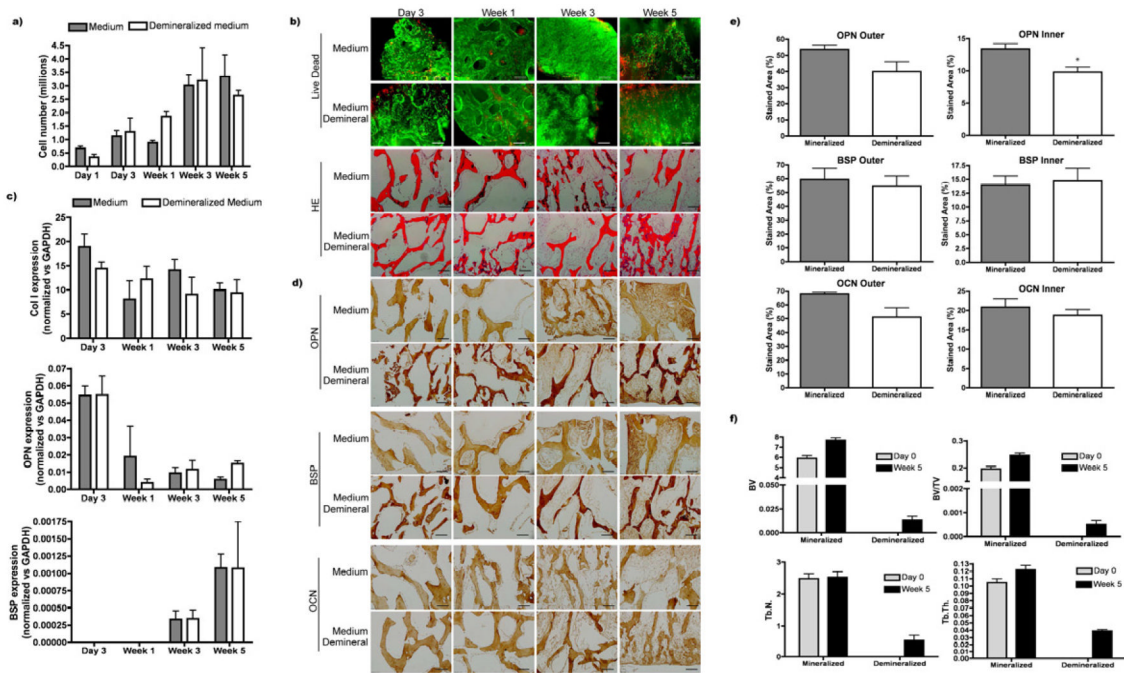 a)
Medium
Demineralized medium
Cell number (millions)
4.5
4.0
3.5
3.0
2.5
2.0
1.5
1.0
0.5
0.0
Day 1
Day 3
Week 1
Week 3
Week 5
c)
Medium
Demineralized Medium
Col I expression
(normalized vs GAPDH)
25
20
15
10
5
0
Day 3
Week 1
Week 3
Week 5
OPN expression
(normalized vs GAPDH)
0.07
0.06
0.05
0.04
0.03
0.02
0.01
0.00
Day 3
Week 1
Week 3
Week 5
BSP expression
(normalized vs GAPDH)
0.00175
0.00150
0.00125
0.00100
0.00075
0.00050
0.00025
0.00000
Day 3
Week 1
Week 3
Week 5
b)
Day 3
Week 1
Week 3
Week 5
Live Dead
Medium
Medium
Demineral
HE
Medium
Medium
Demineral
d)
OPN
Medium
Medium
Demineral
BSP
Medium
Medium
Demineral
OCN
Medium
Medium
Demineral
e)
OPN Outer
Stained Area (%)
60
50
40
30
20
10
0
Mineralized
Demineralized
OPN Inner
Stained Area (%)
15
10
5
0
*
Mineralized
Demineralized
BSP Outer
Stained Area (%)
70
60
50
40
30
20
10
0
Mineralized
Demineralized
BSP Inner
Stained Area (%)
17.5
15.0
12.5
10.0
7.5
5.0
2.5
0.0
Mineralized
Demineralized
OCN Outer
Stained Area (%)
70
60
50
40
30
20
10
0
Mineralized
Demineralized
OCN Inner
Stained Area (%)
25
20
15
10
5
0
Mineralized
Demineralized
f)
BV
8
7
6
5
0.050
0.025
0.000
Day 0
Week 5
Mineralized
Demineralized
BV/TV
0.3
0.2
0.002
0.001
0.000
Day 0
Week 5
Mineralized
Demineralized
Tb.N.
3
2
1
0
Day 0
Week 5
Mineralized
Demineralized
Tb.Th.
0.13
0.12
0.11
0.10
0.09
0.08
0.07
0.06
0.05
0.04
0.03
0.02
0.01
0.00
Day 0
Week 5
Mineralized
Demineralized